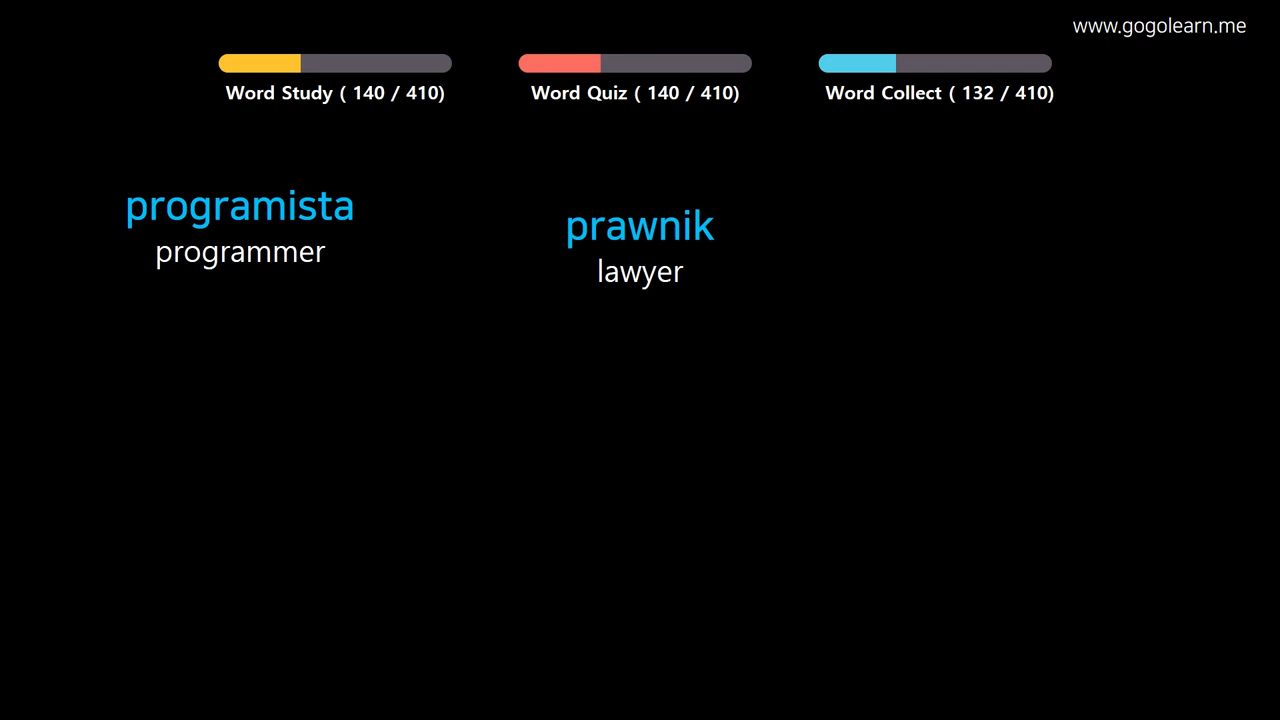 www.gogolearn.me
Word Study ( 140 / 410)
Word Quiz ( 140 / 410)
Word Collect ( 132 / 410)
programista
programmer
prawnik
lawyer